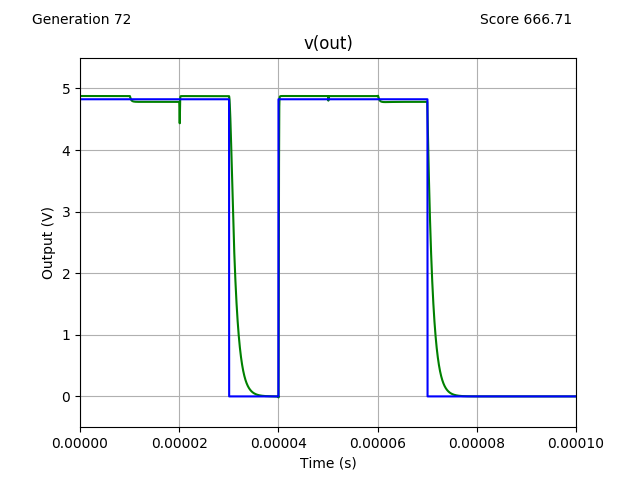 Generation 72
Score 666.71
v(out)
Output (V)
5
4
3
2
1
0
0.00000
0.00002
0.00004
0.00006
0.00008
0.00010
Time (s)